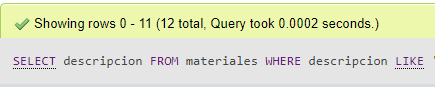 Showing rows 0 - 11 (12 total, Query took 0.0002 seconds.)
SELECT descripcion FROM materiales WHERE descripcion LIKE '